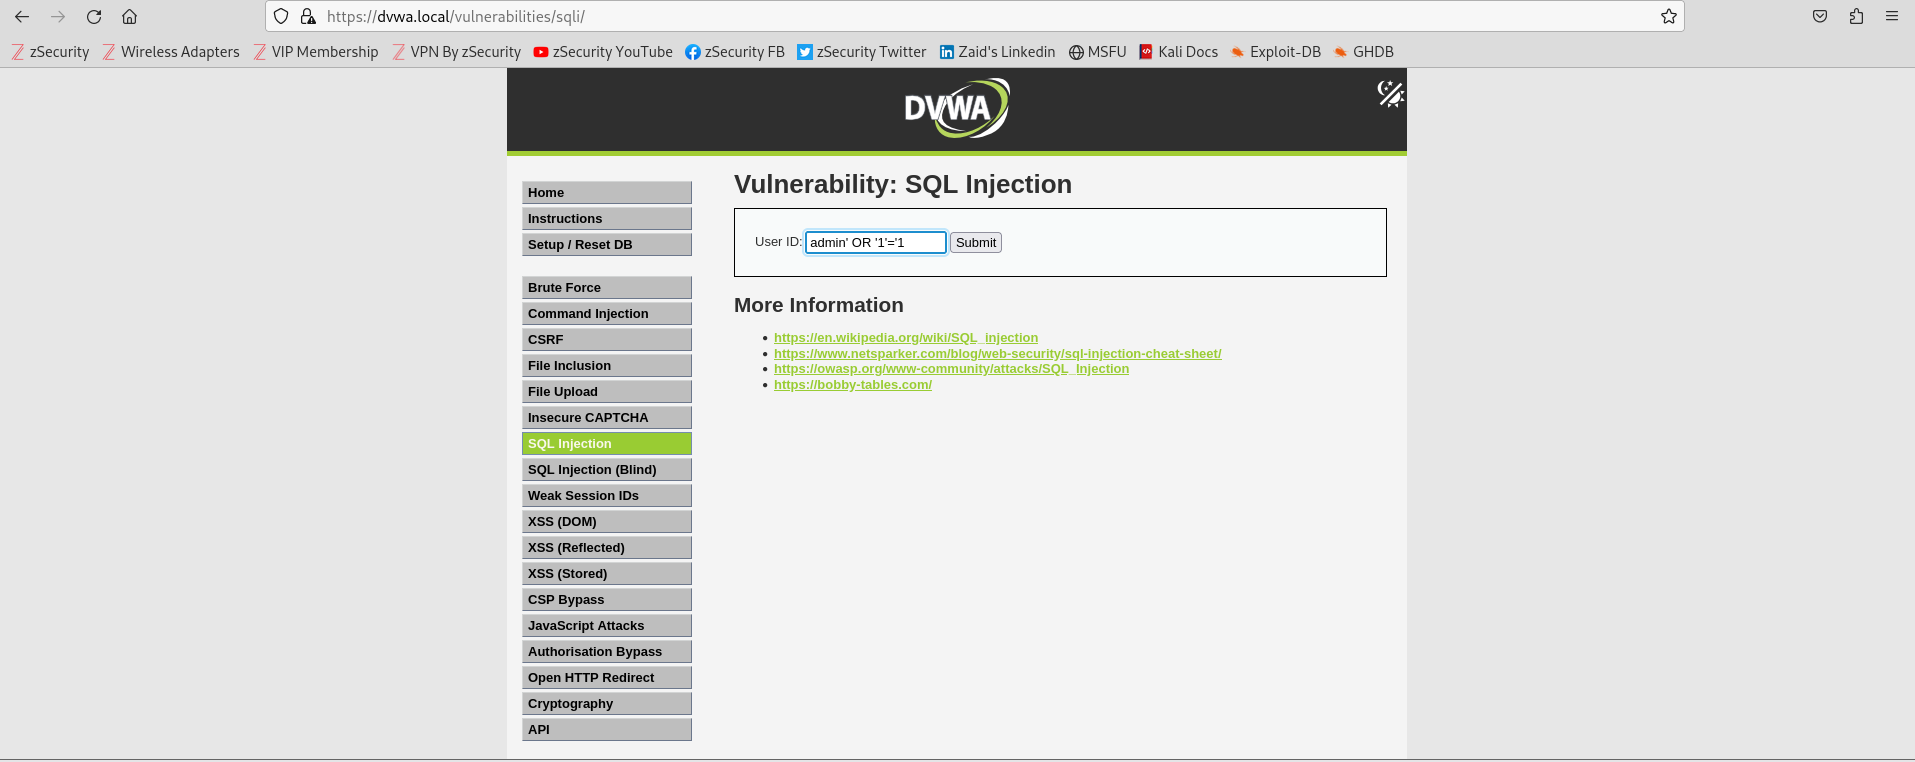 https://dvwa.local/vulnerabilities/sqli/
zSecurity Wireless Adapters VIP Membership VPN By zSecurity zSecurity YouTube zSecurity FB zSecurity Twitter Zaid's Linkedin MSFU Kali Docs Exploit-DB GHDB
DVWA
Home
Instructions
Setup / Reset DB
Brute Force
Command Injection
CSRF
File Inclusion
File Upload
Insecure CAPTCHA
SQL Injection
SQL Injection (Blind)
Weak Session IDs
XSS (DOM)
XSS (Reflected)
XSS (Stored)
CSP Bypass
JavaScript Attacks
Authorisation Bypass
Open HTTP Redirect
Cryptography
API
Vulnerability: SQL Injection
User ID: admin' OR '1'='1 Submit
More Information
• https://en.wikipedia.org/wiki/SQL_injection
• https://www.netsparker.com/blog/web-security/sql-injection-cheat-sheet/
• https://owasp.org/www-community/attacks/SQL_Injection
• https://bobby-tables.com/